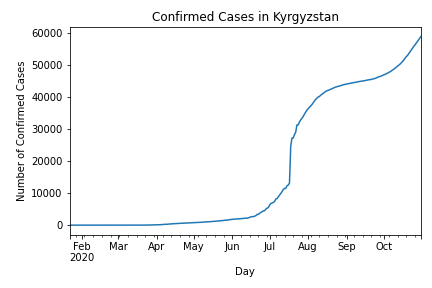 Confirmed Cases in Kyrgyzstan
60000
50000
40000
30000
20000
10000
0
Number of Confirmed Cases
Feb Mar Apr May Jun Jul Aug Sep Oct
2020
Day